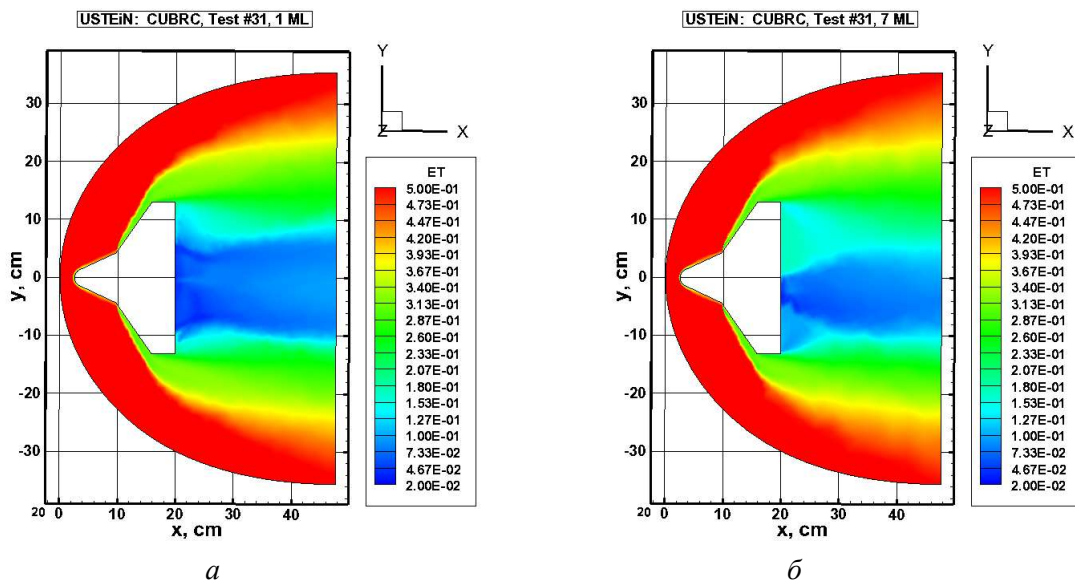 USTEiN: CUBRC, Test #31, 1 ML
Y
Z
X
30
20
10
0
-10
-20
-30
y, cm
20 0 10 20 30 40
x, cm
ET
5.00E-01
4.73E-01
4.47E-01
4.20E-01
3.93E-01
3.67E-01
3.40E-01
3.13E-01
2.87E-01
2.60E-01
2.33E-01
2.07E-01
1.80E-01
1.53E-01
1.27E-01
1.00E-01
7.33E-02
4.67E-02
2.00E-02
а
USTEiN: CUBRC, Test #31, 7 ML
Y
Z
X
30
20
10
0
-10
-20
-30
y, cm
20 0 10 20 30 40
x, cm
ET
5.00E-01
4.73E-01
4.47E-01
4.20E-01
3.93E-01
3.67E-01
3.40E-01
3.13E-01
2.87E-01
2.60E-01
2.33E-01
2.07E-01
1.80E-01
1.53E-01
1.27E-01
1.00E-01
7.33E-02
4.67E-02
2.00E-02
б